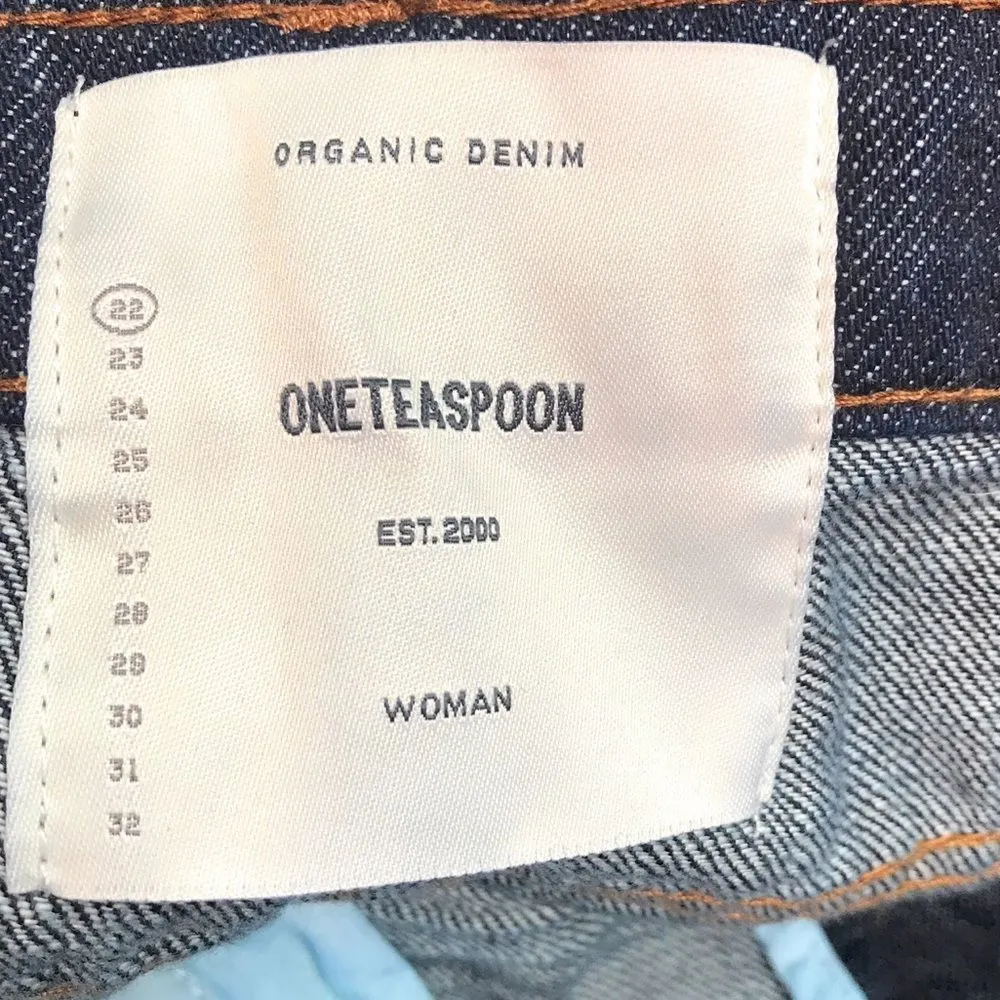 ORGANIC DENIM
22
23
24
25
26
27
28
29
30
31
32
ONETEASPOON
EST. 2000
WOMAN